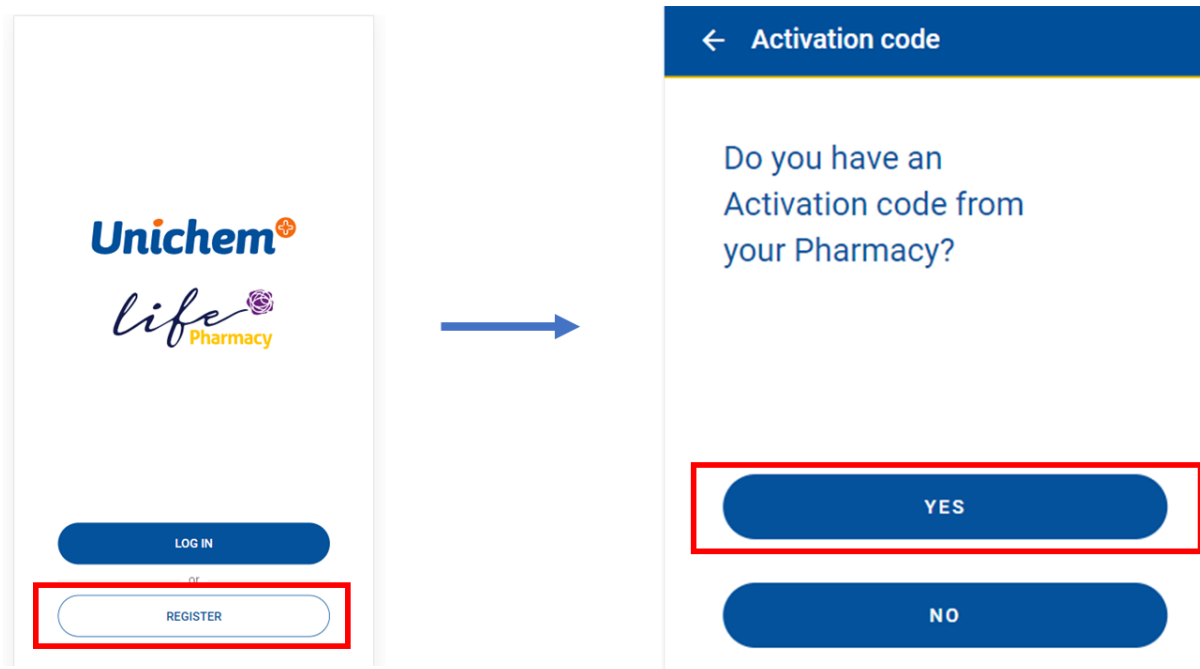 Unichem
life
Pharmacy
LOG IN
or
REGISTER
Activation code
Do you have an
Activation code from
your Pharmacy?
YES
NO